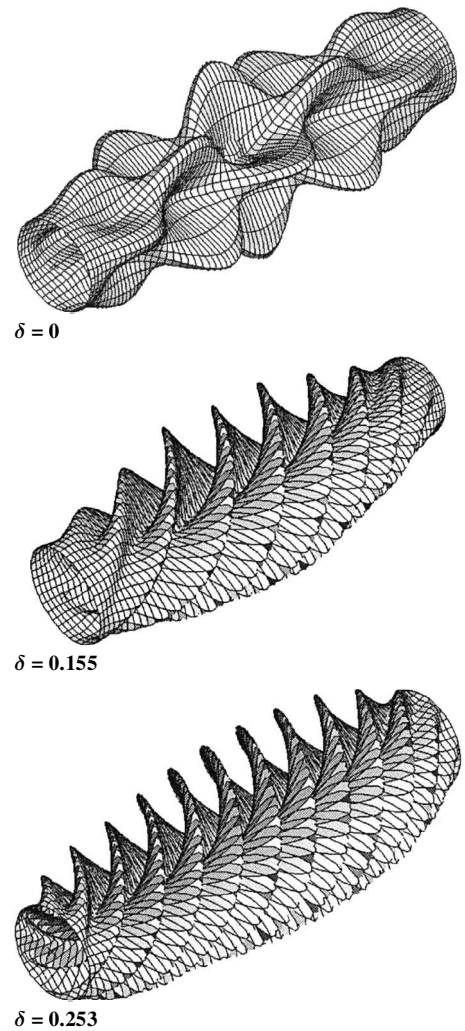 δ = 0
δ = 0.155
δ = 0.253